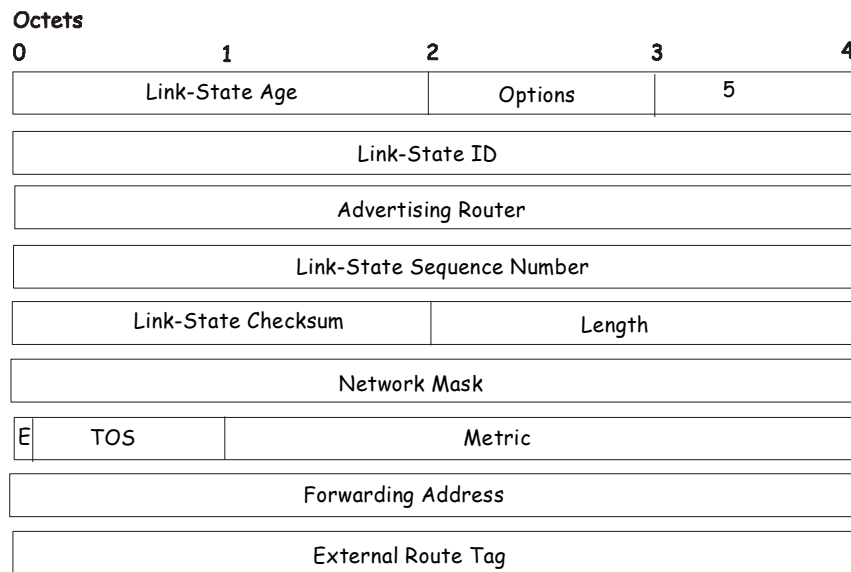 Octets
0 1 2 3 4
Link-State Age Options 5
Link-State ID
Advertising Router
Link-State Sequence Number
Link-State Checksum Length
Network Mask
E TOS Metric
Forwarding Address
External Route Tag